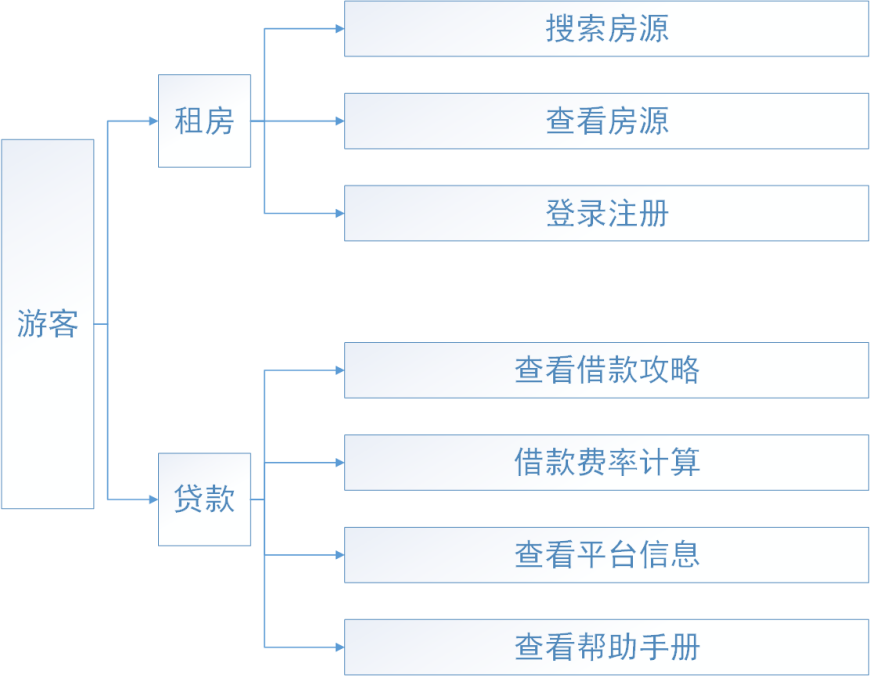 游客
租房
搜索房源
查看房源
登录注册
贷款
查看借款攻略
借款费率计算
查看平台信息
查看帮助手册